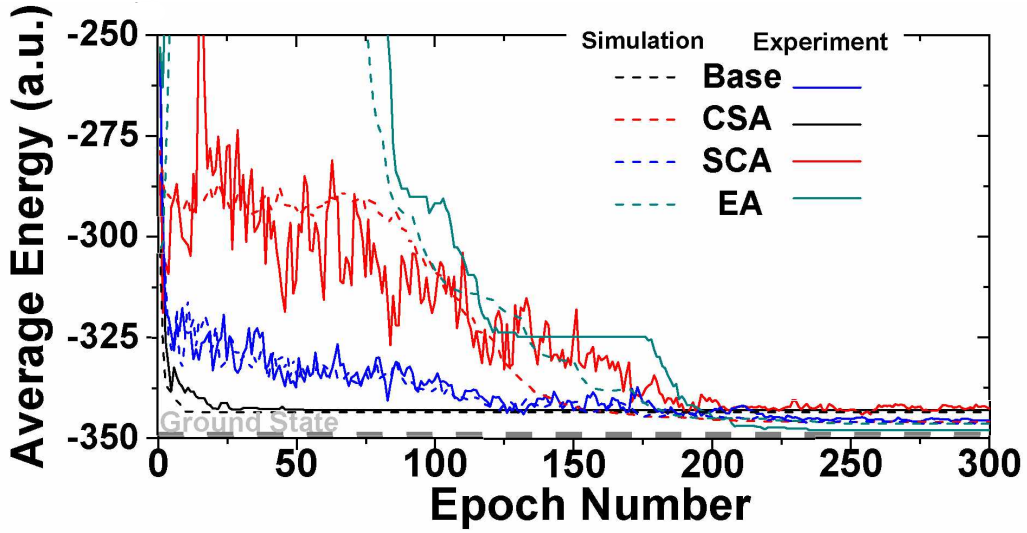 Average Energy (a.u.)
-250
-275
-300
-325
-350
Simulation Experiment
Base
CSA
SCA
EA
Ground State
0 50 100 150 200 250 300
Epoch Number